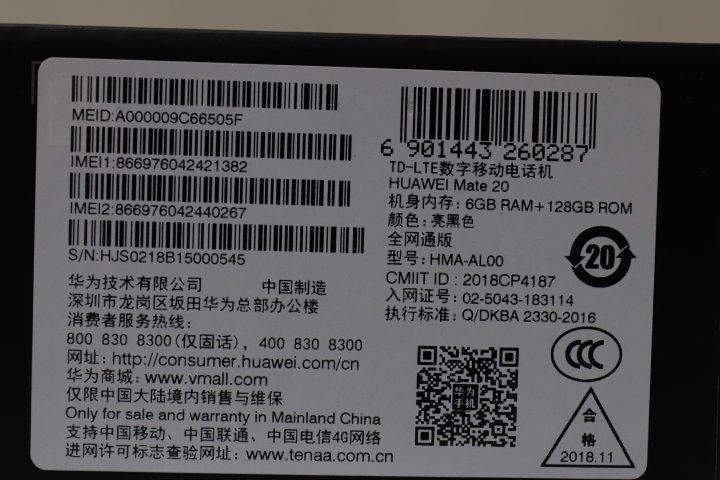 MEID:A000009C66505F
IMEI1:866976042421382
IMEI2:866976042440267
S/N:HJS0218B15000545
华为技术有限公司 中国制造
深圳市龙岗区坂田华为总部办公楼
消费者服务热线:
800 830 8300(仅固话), 400 830 8300
网址: http://consumer.huawei.com/cn
华为商城: www.vmall.com
仅限中国大陆境内销售与维保
Only for sale and warranty in Mainland China
支持中国移动、中国联通、中国电信4G网络
进网许可标志查验网址: www.tenaa.com.cn
6 901443 260287
TD-LTE数字移动电话机
HUAWEI Mate 20
机身内存: 6GB RAM+128GB ROM
颜色: 亮黑色
全网通版
型号: HMA-AL00
CMIIT ID : 2018CP4187
入网证号: 02-5043-183114
执行标准: Q/DKBA 2330-2016
20
CCC
华为
手机
合
格
2018.11